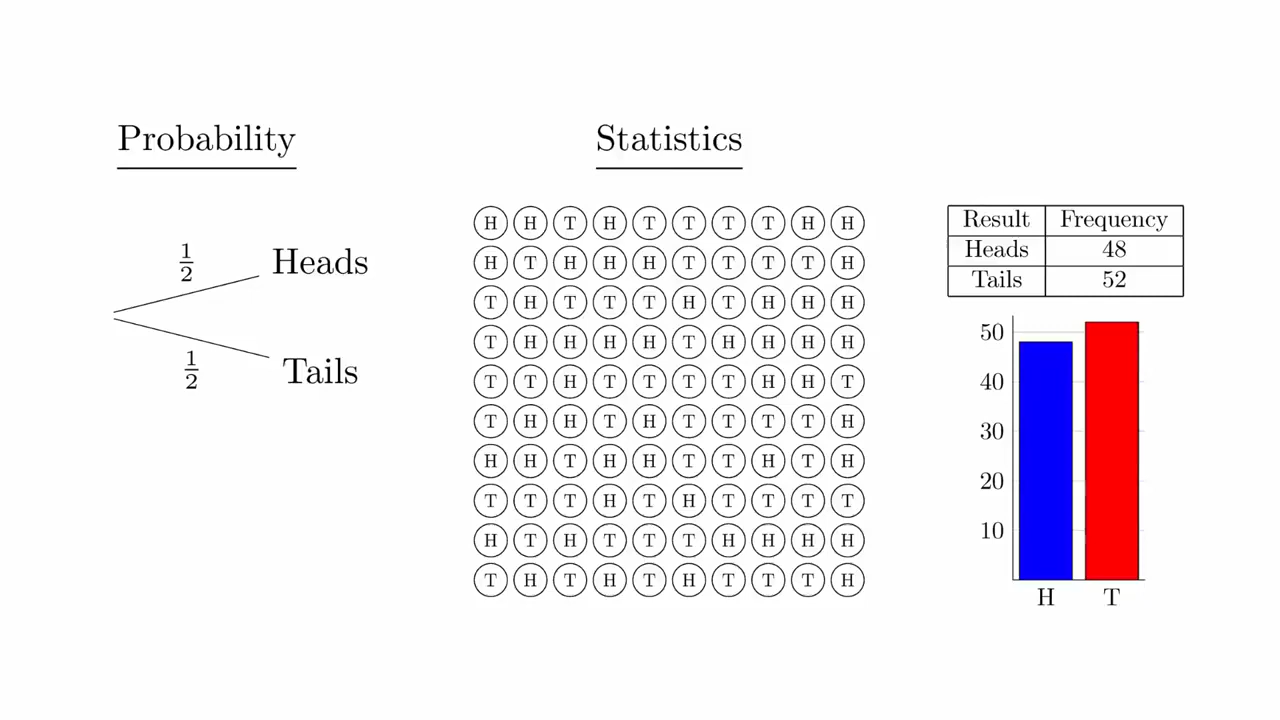 Probability
1/2
Heads
1/2
Tails
Statistics
H H T H T T T T H H
H T H H H T T T T H
T H T T T H T H H H
T H H H H T H H H H
T T H T T T T H H T
T H H T H T T T T H
H H T H H T T H T H
T T T H T H T T T T
H T H T T T H H H H
T H T H T H T T T H
Result Frequency
Heads 48
Tails 52
50
40
30
20
10
H T